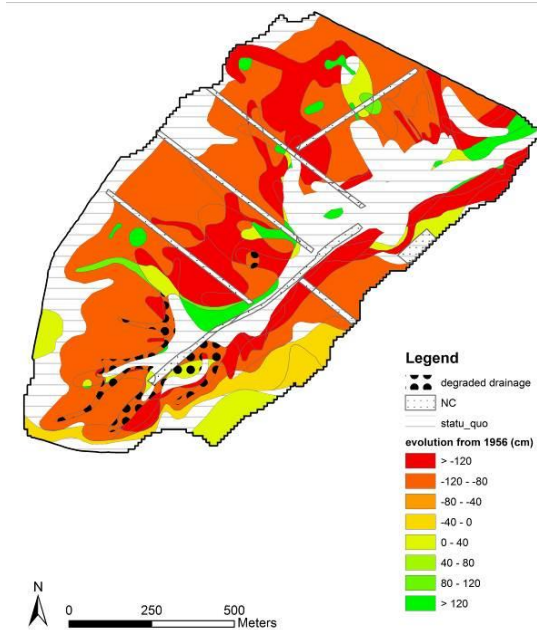 Legend
degraded drainage
NC
statu_quo
evolution from 1956 (cm)
> -120
-120 - -80
-80 - -40
-40 - 0
0 - 40
40 - 80
80 - 120
> 120
N
0 250 500
Meters